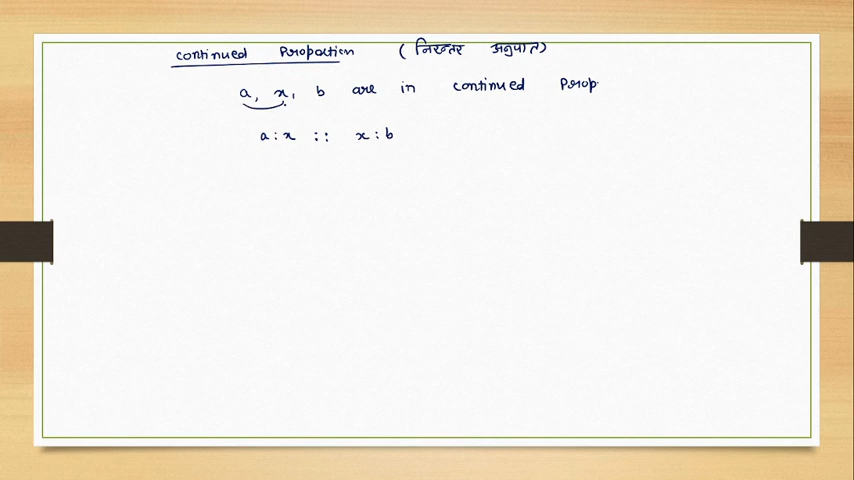 continued Proportion (निरन्तर अनुपात)
a, x, b are in continued Prop.
a : x :: x : b